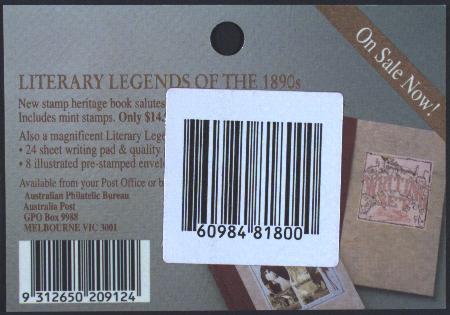 On Sale Now!
LITERARY LEGENDS OF THE 1890s
New stamp heritage book salutes
Includes mint stamps. Only $14.
Also a magnificent Literary
• 24 sheet writing pad & quality
• 8 illustrated pre-stamped
Available from your Post Office or
Australian Philatelic Bureau
Australia Post
GPO Box 9988
MELBOURNE VIC 3001
60984 81800
9 312650 209124
WRITING
SET